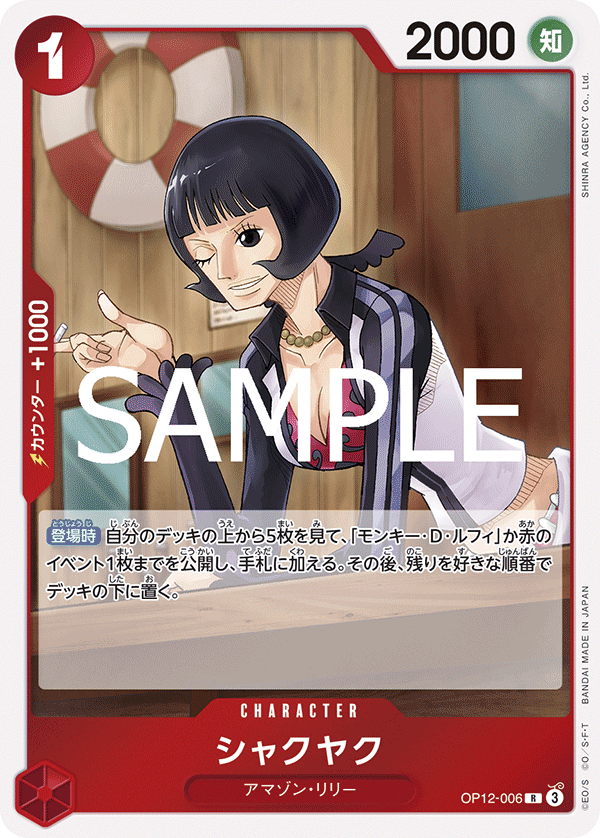 1
2000
知
SHINRA AGENCY Co., Ltd.
カウンター +1000
SAMPLE
登場時 自分のデッキの上から5枚を見て、「モンキー・D・ルフィ」か赤の
イベント1枚までを公開し、手札に加える。その後、残りを好きな順番で
デッキの下に置く。
CHARACTER
シャクヤク
アマゾン・リリー
OP12-006 R 3
©E.O/S ©O/S・F・T BANDAI MADE IN JAPAN